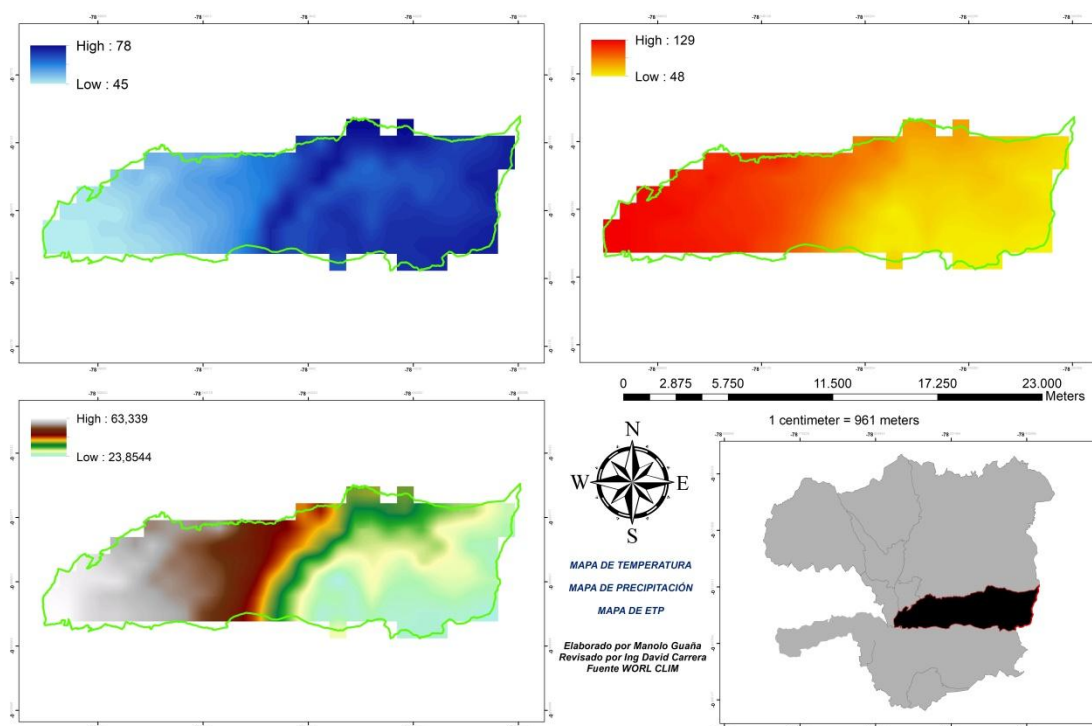 High : 78
Low : 45
High : 129
Low : 48
High : 63,339
Low : 23,8544
0 2.875 5.750 11.500 17.250 23.000
Meters
1 centimeter = 961 meters
N
W E
S
MAPA DE TEMPERATURA
MAPA DE PRECIPITACIÓN
MAPA DE ETP
Elaborado por Manolo Guaña
Revisado por Ing David Carrera
Fuente WORL CLIM